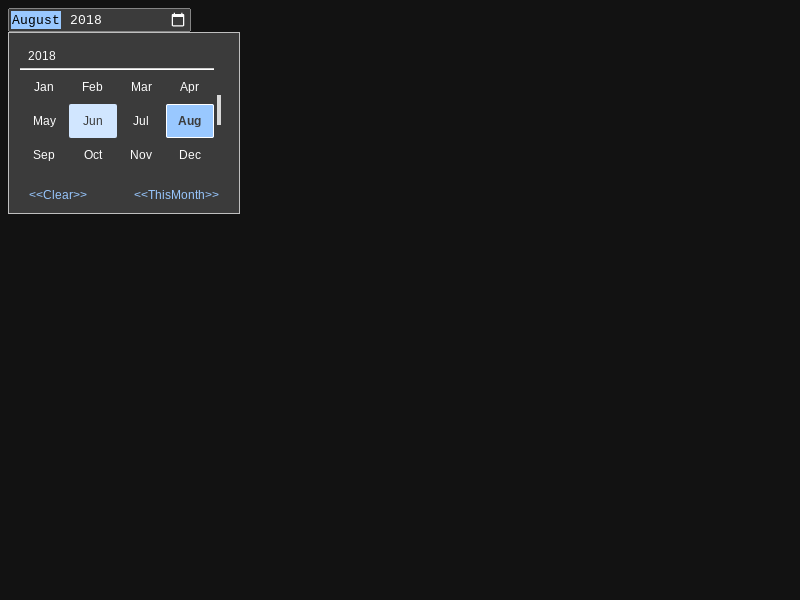 August 2018
2018
Jan Feb Mar Apr
May Jun Jul Aug
Sep Oct Nov Dec
<<Clear>> <<ThisMonth>>